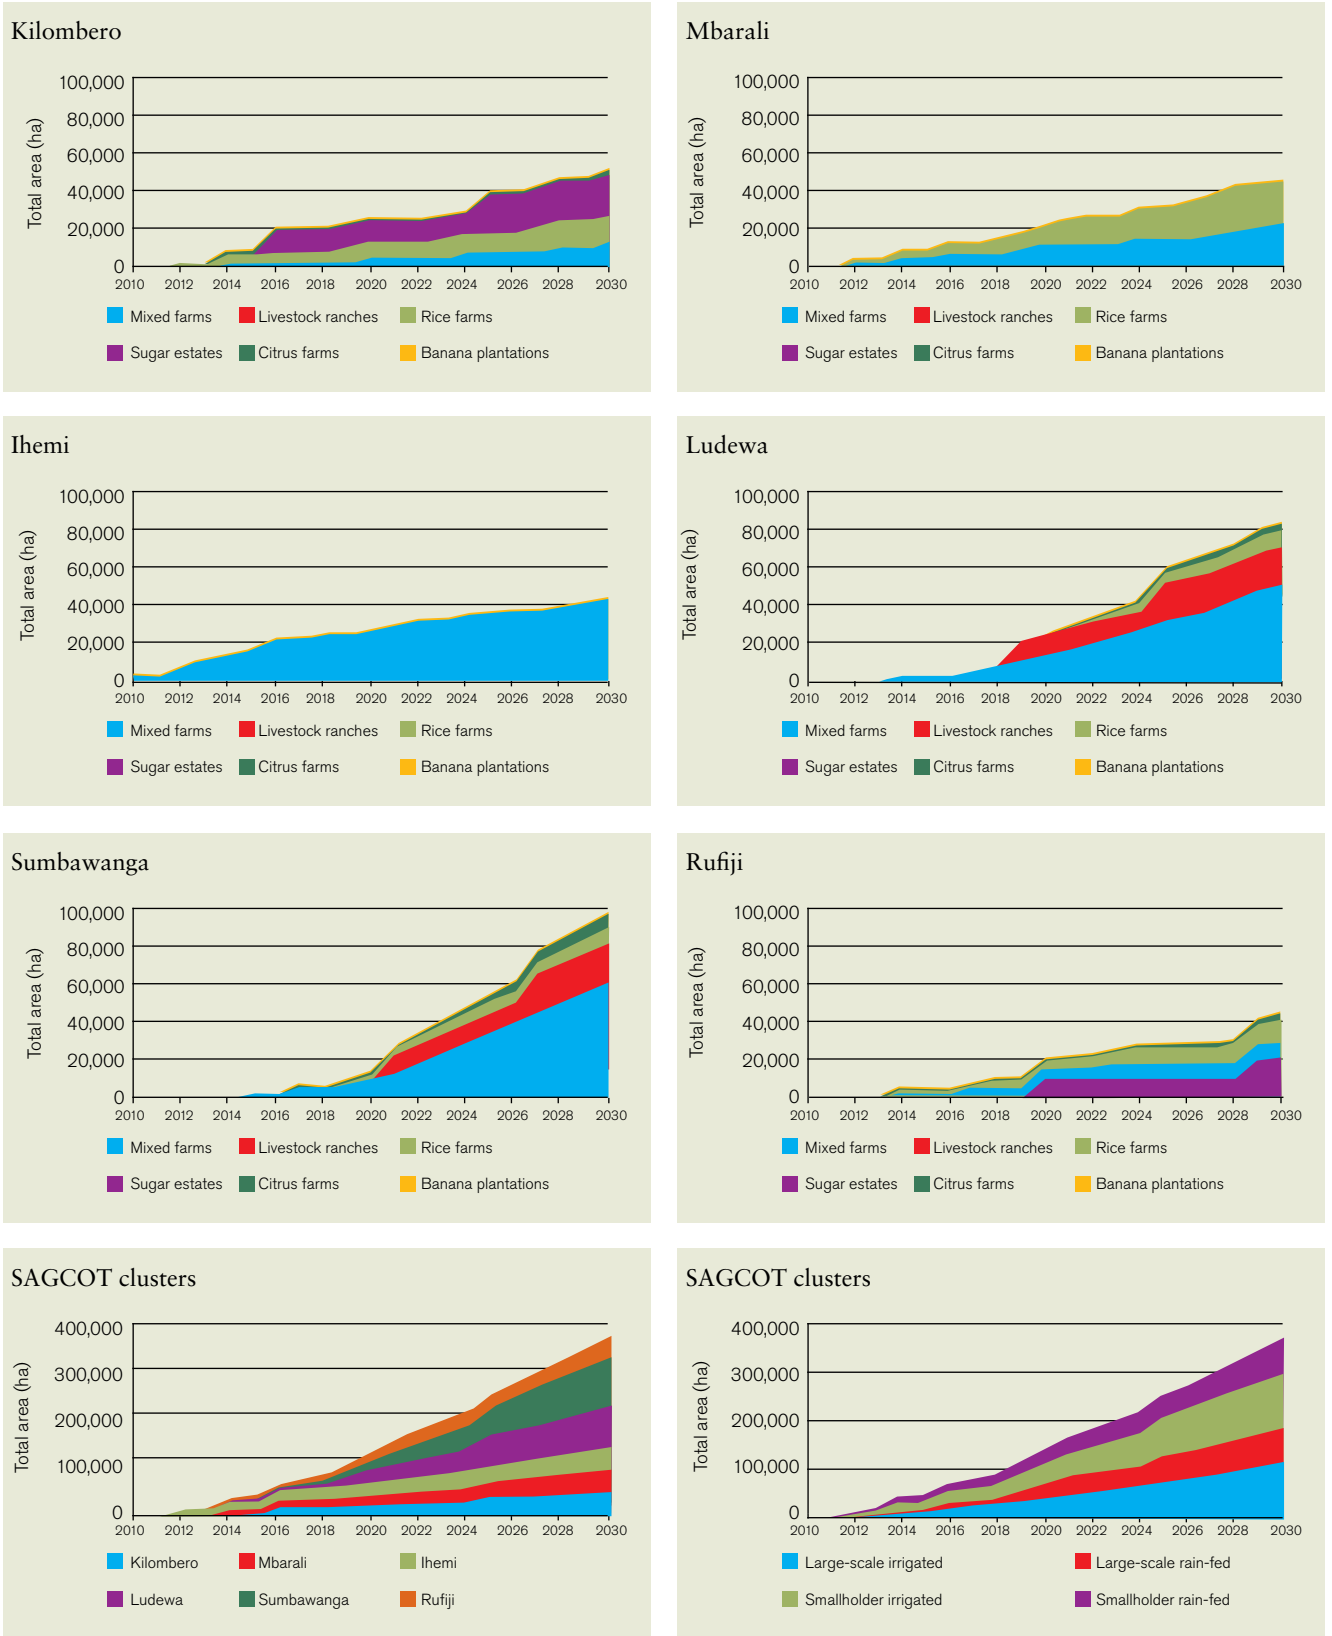 Kilombero
Total area (ha)
100,000
80,000
60,000
40,000
20,000
0
2010 2012 2014 2016 2018 2020 2022 2024 2026 2028 2030
Mixed farms Livestock ranches Rice farms
Sugar estates Citrus farms Banana plantations
Mbarali
Total area (ha)
100,000
80,000
60,000
40,000
20,000
0
2010 2012 2014 2016 2018 2020 2022 2024 2026 2028 2030
Mixed farms Livestock ranches Rice farms
Sugar estates Citrus farms Banana plantations
Ihemi
Total area (ha)
100,000
80,000
60,000
40,000
20,000
0
2010 2012 2014 2016 2018 2020 2022 2024 2026 2028 2030
Mixed farms Livestock ranches Rice farms
Sugar estates Citrus farms Banana plantations
Ludewa
Total area (ha)
100,000
80,000
60,000
40,000
20,000
0
2010 2012 2014 2016 2018 2020 2022 2024 2026 2028 2030
Mixed farms Livestock ranches Rice farms
Sugar estates Citrus farms Banana plantations
Sumbawanga
Total area (ha)
100,000
80,000
60,000
40,000
20,000
0
2010 2012 2014 2016 2018 2020 2022 2024 2026 2028 2030
Mixed farms Livestock ranches Rice farms
Sugar estates Citrus farms Banana plantations
Rufiji
Total area (ha)
100,000
80,000
60,000
40,000
20,000
0
2010 2012 2014 2016 2018 2020 2022 2024 2026 2028 2030
Mixed farms Livestock ranches Rice farms
Sugar estates Citrus farms Banana plantations
SAGCOT clusters
Total area (ha)
400,000
300,000
200,000
100,000
0
2010 2012 2014 2016 2018 2020 2022 2024 2026 2028 2030
Kilombero Mbarali Ihemi
Ludewa Sumbawanga Rufiji
SAGCOT clusters
Total area (ha)
400,000
300,000
200,000
100,000
0
2010 2012 2014 2016 2018 2020 2022 2024 2026 2028 2030
Large-scale irrigated Large-scale rain-fed
Smallholder irrigated Smallholder rain-fed